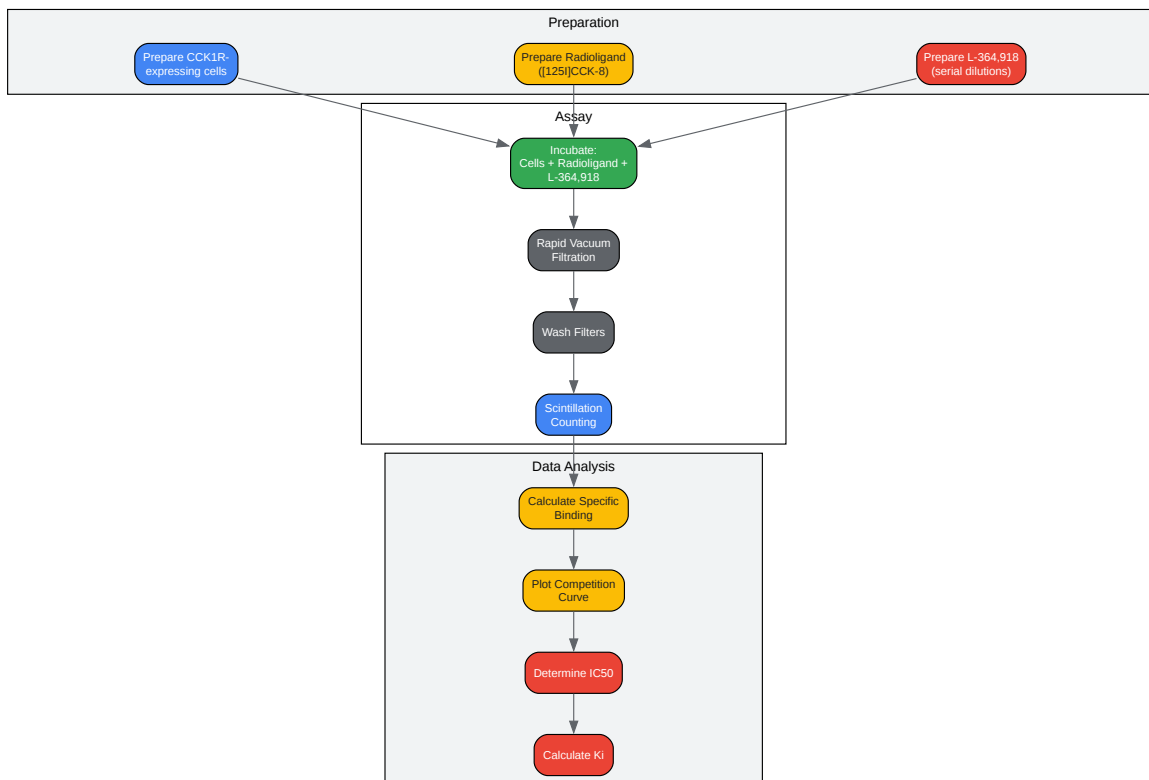 Preparation
Prepare CCK1R-
expressing cells
Prepare Radioligand
([125I]CCK-8)
Prepare L-364,918
(serial dilutions)
Assay
Incubate:
Cells + Radioligand +
L-364,918
Rapid Vacuum
Filtration
Wash Filters
Scintillation
Counting
Data Analysis
Calculate Specific
Binding
Plot Competition
Curve
Determine IC50
Calculate Ki